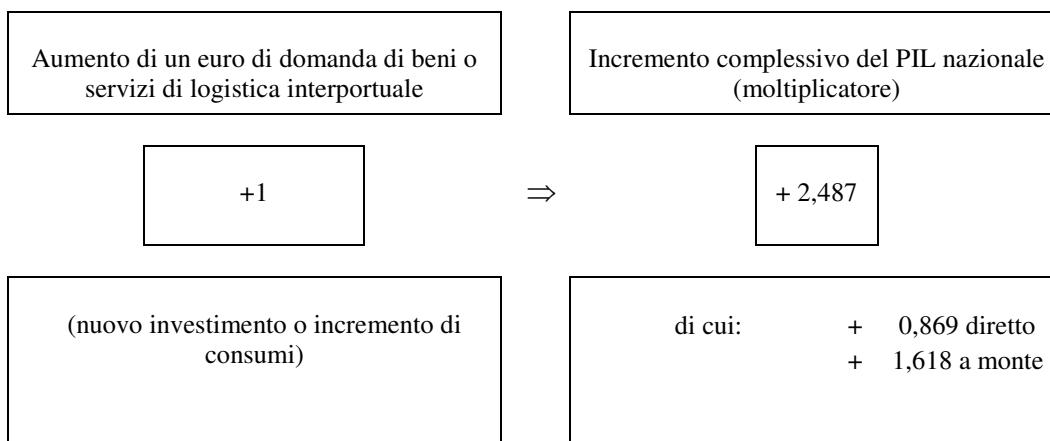 Aumento di un euro di domanda di beni o
servizi di logistica interportuale
Incremento complessivo del PIL nazionale
(moltiplicatore)
+1
⇒
+ 2,487
(nuovo investimento o incremento di
consumi)
di cui: + 0,869 diretto
+ 1,618 a monte